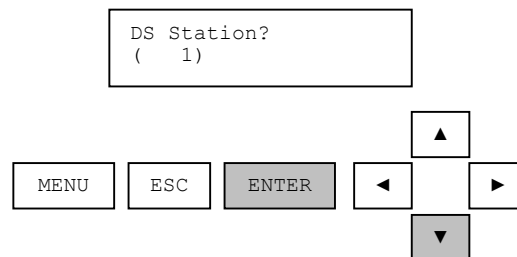 DS Station?
(   1)
▲
MENU ESC ENTER ◄ ►
▼